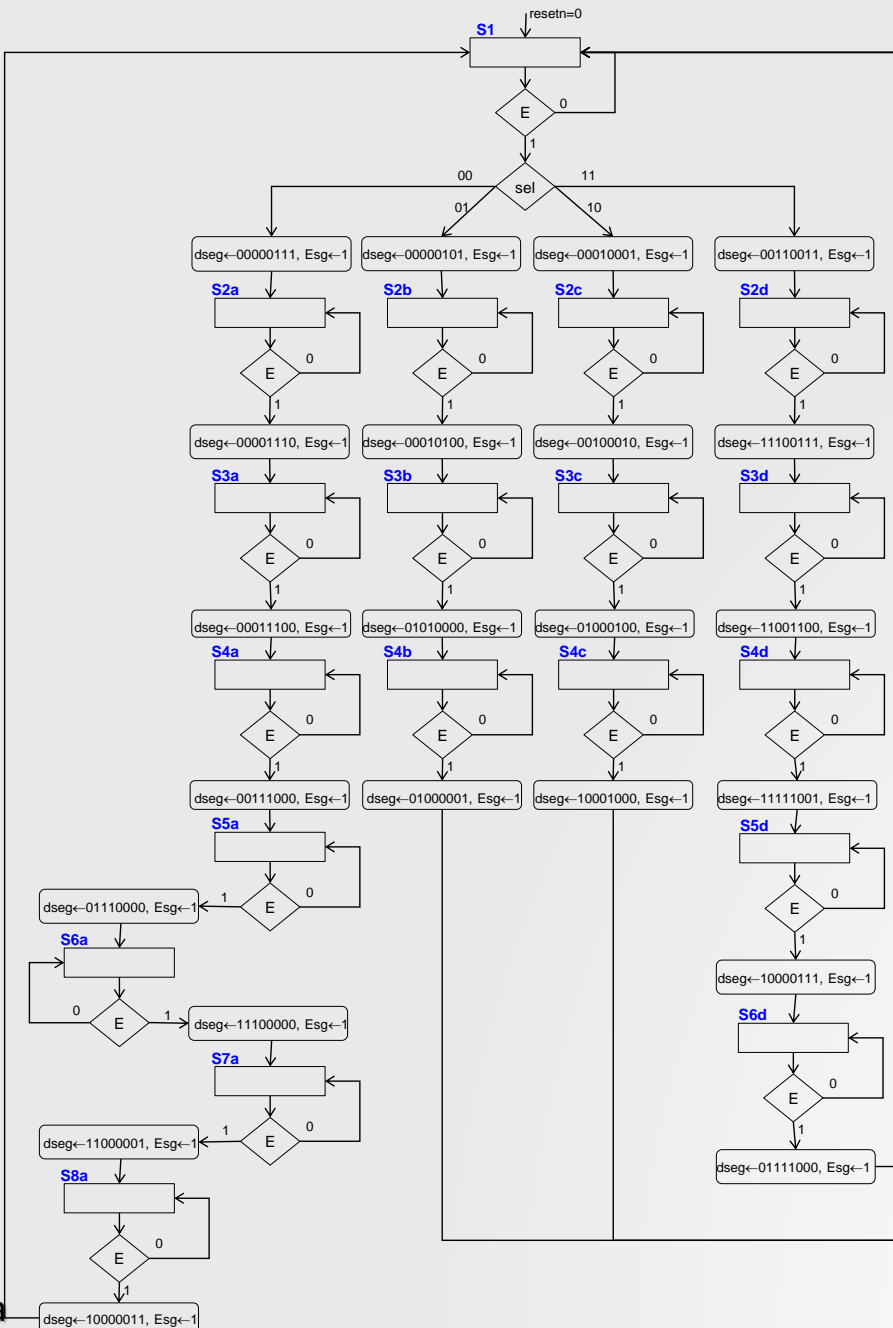 resetn=0
S1
E
0
1
sel
00
01
10
11
dseg←00000111, Esg←1
dseg←00000101, Esg←1
dseg←00010001, Esg←1
dseg←00110011, Esg←1
S2a
S2b
S2c
S2d
E
0
E
0
E
0
E
0
1
1
1
1
dseg←00001110, Esg←1
dseg←00010100, Esg←1
dseg←00100010, Esg←1
dseg←11100111, Esg←1
S3a
S3b
S3c
S3d
E
0
E
0
E
0
E
0
1
1
1
1
dseg←00011100, Esg←1
dseg←01010000, Esg←1
dseg←01000100, Esg←1
dseg←11001100, Esg←1
S4a
S4b
S4c
S4d
E
0
E
0
E
0
E
0
1
1
1
1
dseg←00111000, Esg←1
dseg←01000001, Esg←1
dseg←10001000, Esg←1
dseg←11111001, Esg←1
S5a
S5d
dseg←01110000, Esg←1
1
E
0
E
0
1
S6a
dseg←10000111, Esg←1
0
E
1
dseg←11100000, Esg←1
S6d
S7a
E
0
1
dseg←11000001, Esg←1
1
E
0
dseg←01111000, Esg←1
S8a
E
0
1
dseg←10000011, Esg←1